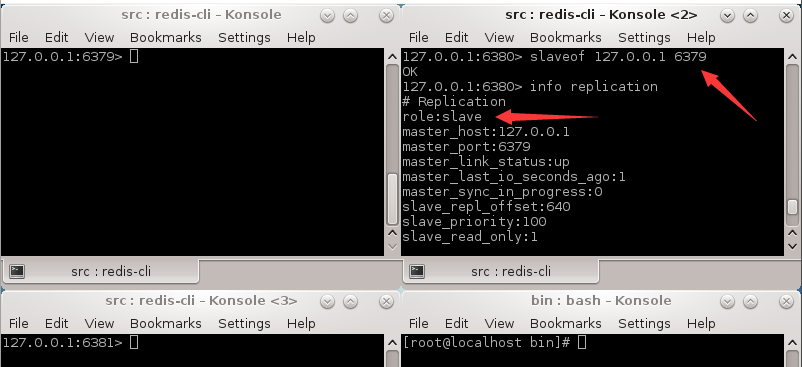 src : redis-cli – Konsole
File Edit View Bookmarks Settings Help
127.0.0.1:6379>
src : redis-cli
src : redis-cli – Konsole <2>
File Edit View Bookmarks Settings Help
127.0.0.1:6380> slaveof 127.0.0.1 6379
OK
127.0.0.1:6380> info replication
# Replication
role:slave
master_host:127.0.0.1
master_port:6379
master_link_status:up
master_last_io_seconds_ago:1
master_sync_in_progress:0
slave_repl_offset:640
slave_priority:100
slave_read_only:1
src : redis-cli
src : redis-cli – Konsole <3>
File Edit View Bookmarks Settings Help
127.0.0.1:6381>
bin : bash – Konsole
File Edit View Bookmarks Settings Help
[root@localhost bin]#